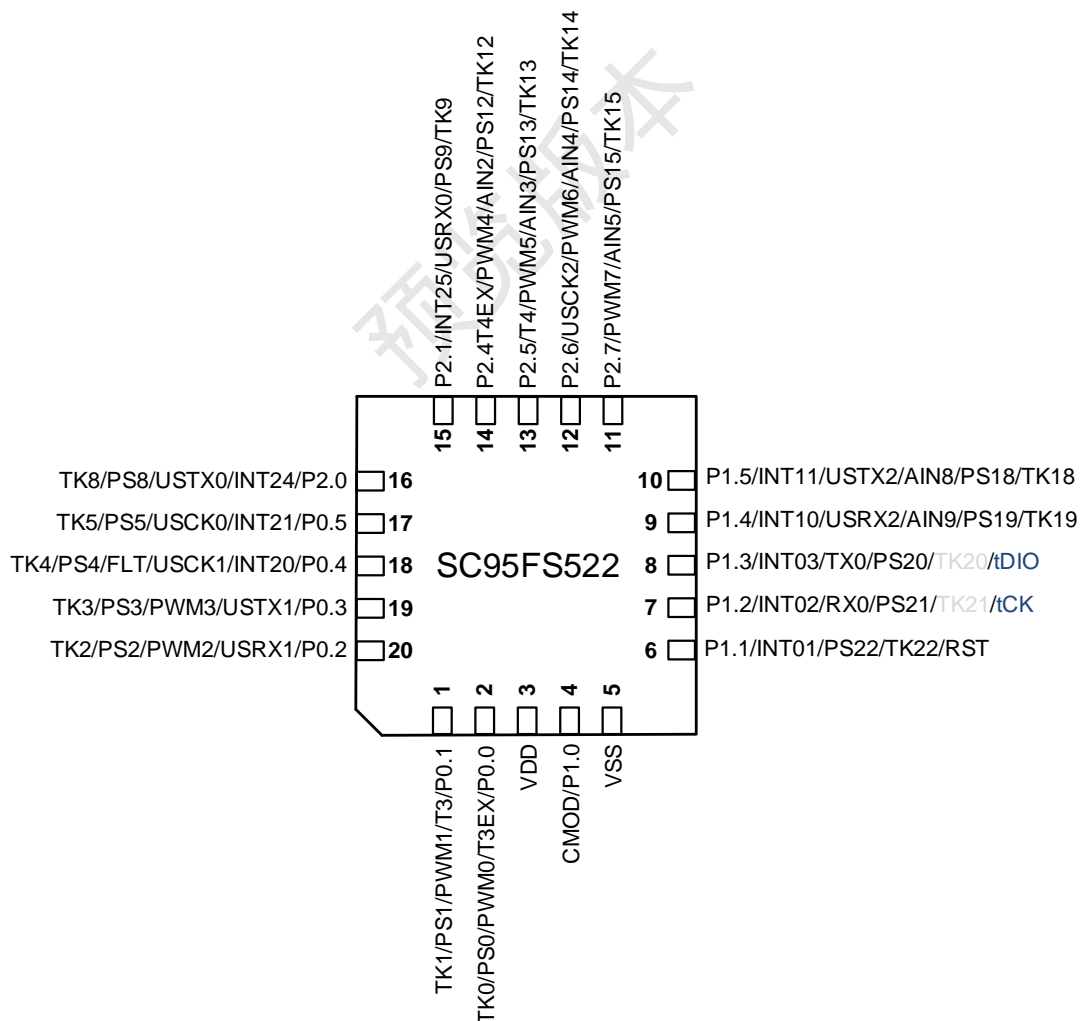 预览版本
P2.1/INT25/USRX0/PS9/TK9
P2.4T4EX/PWM4/AIN2/PS12/TK12
P2.5/T4/PWM5/AIN3/PS13/TK13
P2.6/USCK2/PWM6/AIN4/PS14/TK14
P2.7/PWM7/AIN5/PS15/TK15
15 14 13 12 11
TK8/PS8/USTX0/INT24/P2.0 16
10 P1.5/INT11/USTX2/AIN8/PS18/TK18
TK5/PS5/USCK0/INT21/P0.5 17
9 P1.4/INT10/USRX2/AIN9/PS19/TK19
TK4/PS4/FLT/USCK1/INT20/P0.4 18
SC95FS522
8 P1.3/INT03/TX0/PS20/TK20/tDIO
TK3/PS3/PWM3/USTX1/P0.3 19
7 P1.2/INT02/RX0/PS21/TK21/tCK
TK2/PS2/PWM2/USRX1/P0.2 20
6 P1.1/INT01/PS22/TK22/RST
1 2 3 4 5
TK1/PS1/PWM1/T3/P0.1
TK0/PS0/PWM0/T3EX/P0.0
VDD
CMOD/P1.0
VSS